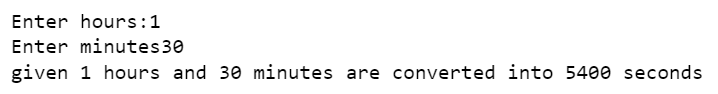 Enter hours:1
Enter minutes30
given 1 hours and 30 minutes are converted into 5400 seconds